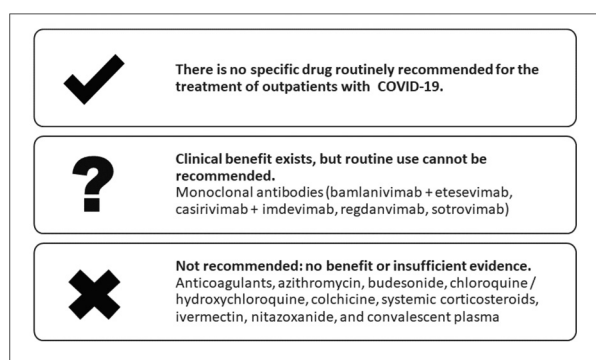 There is no specific drug routinely recommended for the
treatment of outpatients with COVID-19.
?
Clinical benefit exists, but routine use cannot be
recommended.
Monoclonal antibodies (bamlanivimab + etesevimab,
casirivimab + imdevimab, regdanvimab, sotrovimab)
Not recommended: no benefit or insufficient evidence.
Anticoagulants, azithromycin, budesonide, chloroquine /
hydroxychloroquine, colchicine, systemic corticosteroids,
ivermectin, nitazoxanide, and convalescent plasma